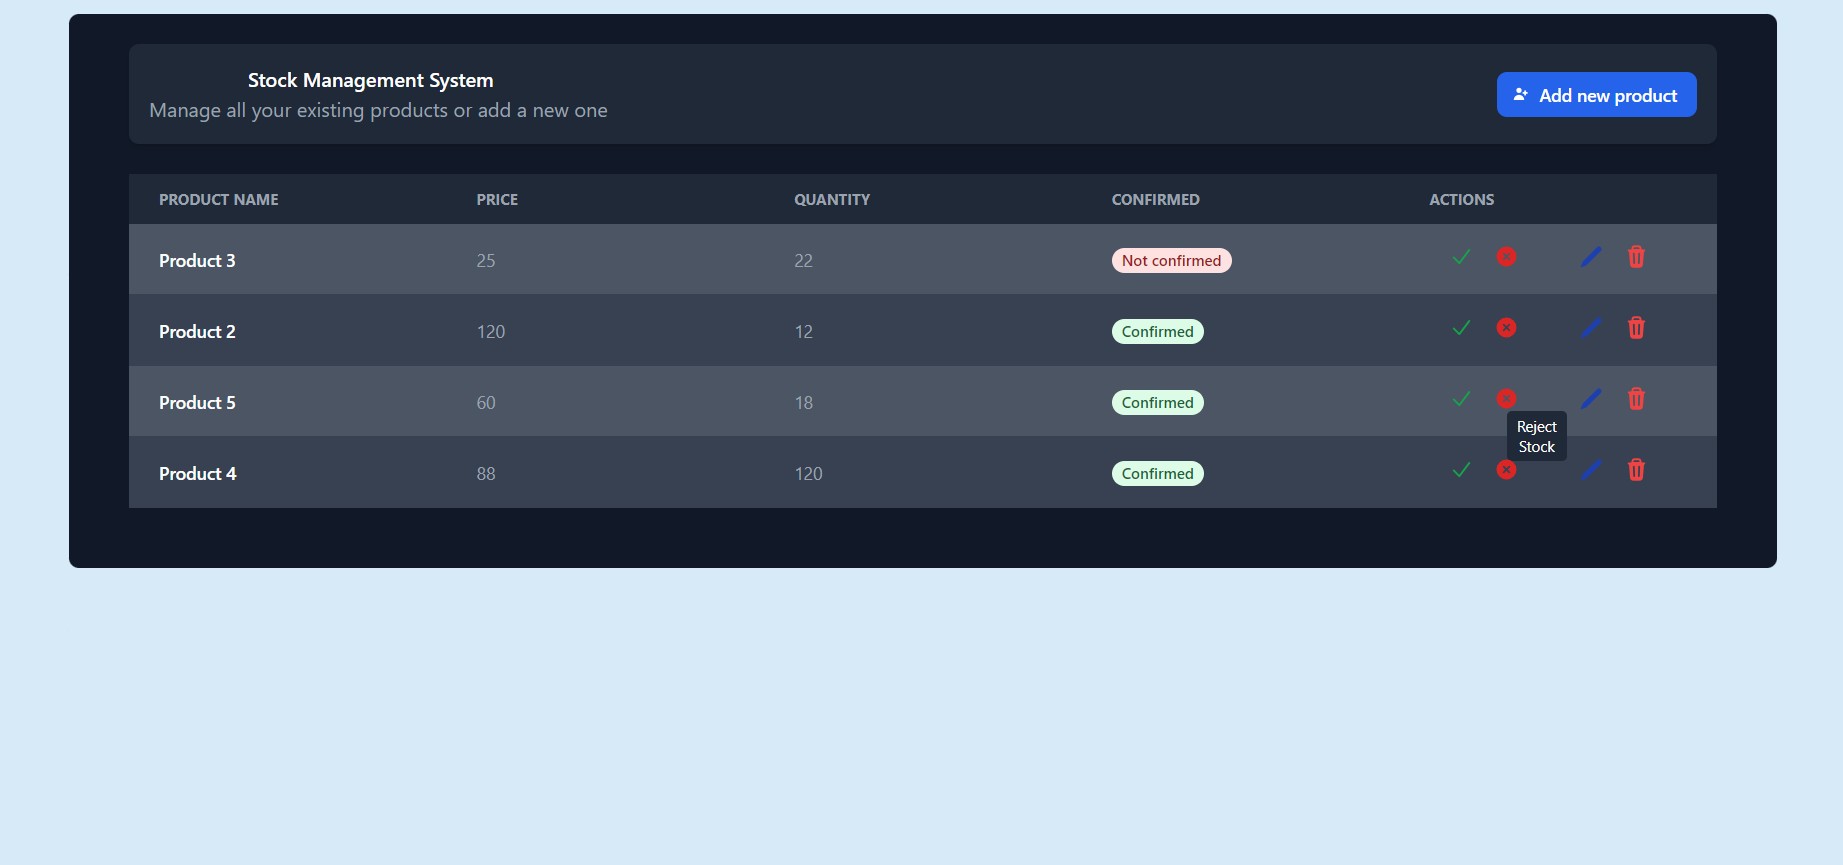 Stock Management System
Manage all your existing products or add a new one
Add new product
PRODUCT NAME PRICE QUANTITY CONFIRMED ACTIONS
Product 3 25 22 Not confirmed
Product 2 120 12 Confirmed
Product 5 60 18 Confirmed
Reject
Stock
Product 4 88 120 Confirmed